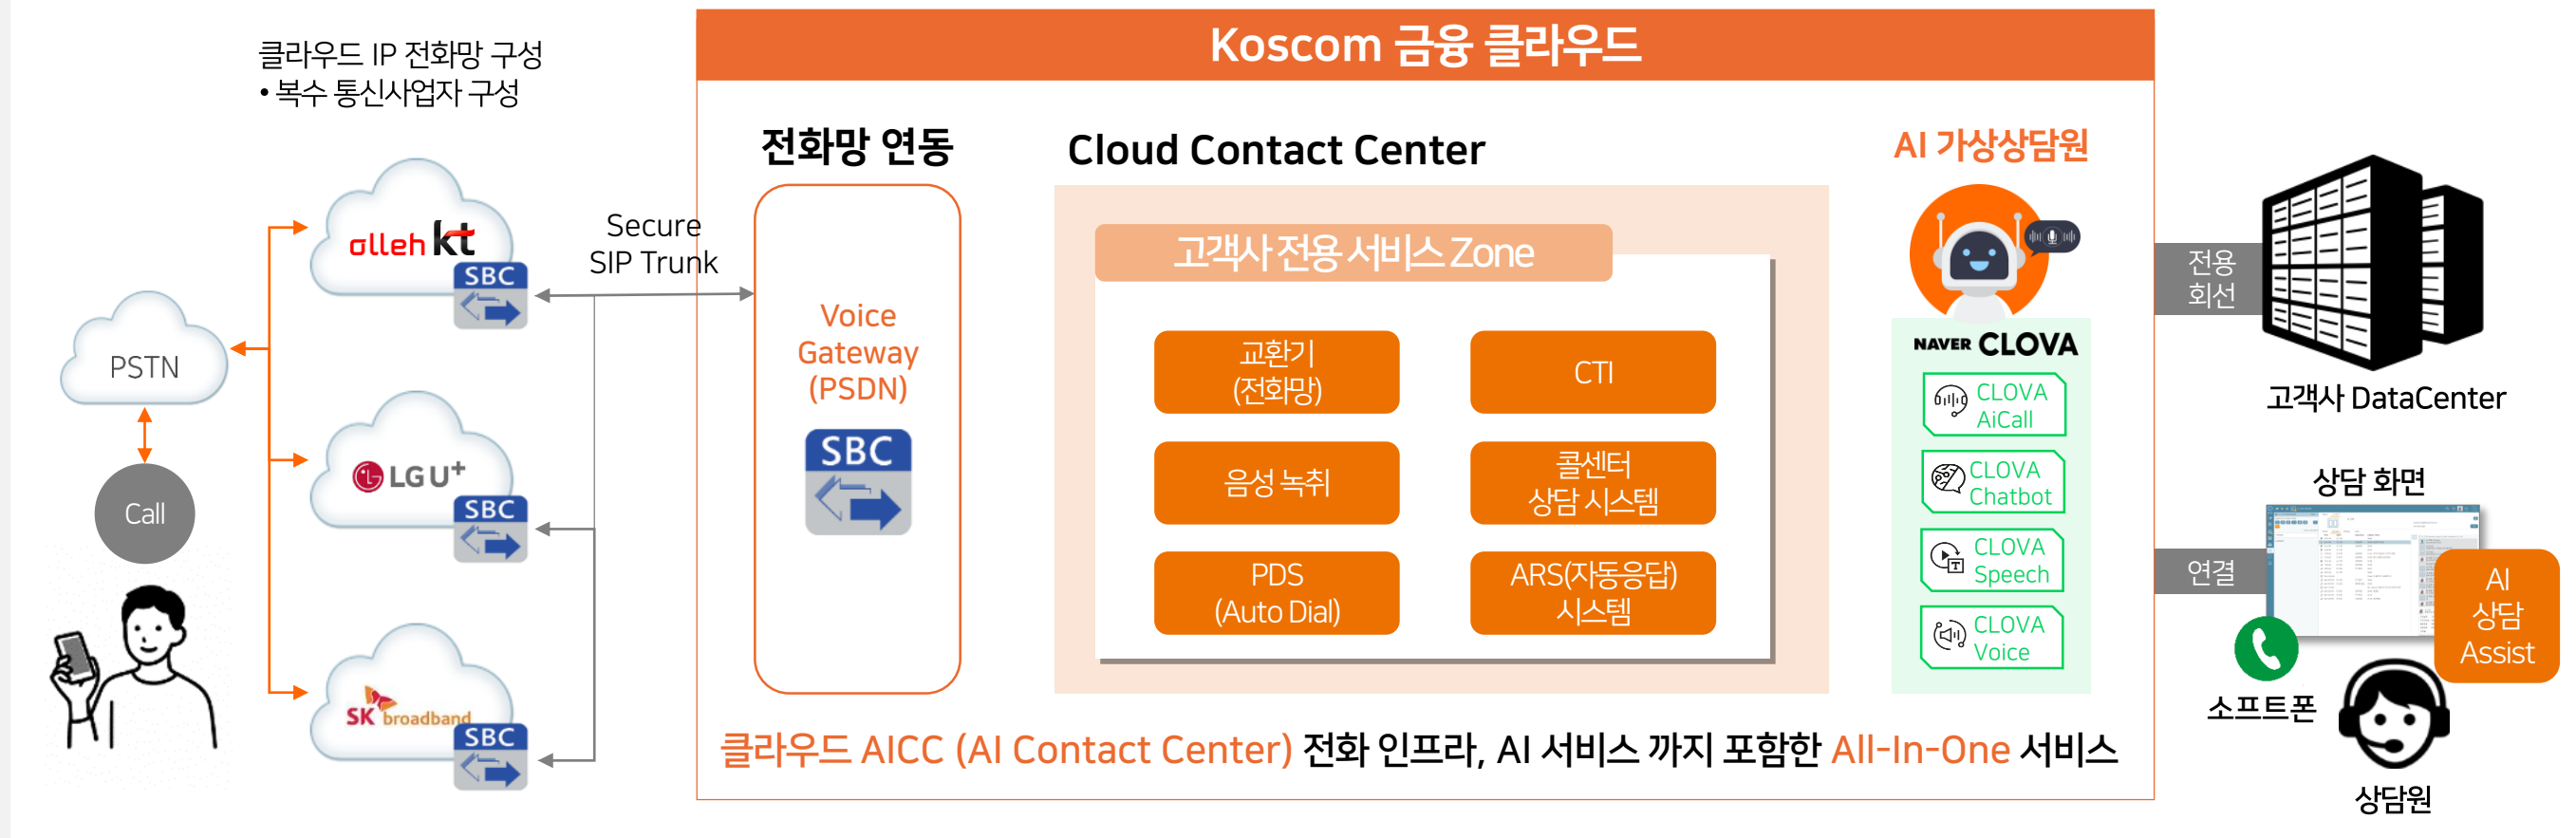 클라우드 IP 전화망 구성
• 복수 통신사업자 구성
PSTN
Call
olleh kt
SBC
LG U+
SBC
SK broadband
SBC
Secure
SIP Trunk
Koscom 금융 클라우드
전화망 연동
Voice
Gateway
(PSDN)
SBC
Cloud Contact Center
고객사 전용 서비스 Zone
교환기
(전화망)
CTI
음성 녹취
콜센터
상담 시스템
PDS
(Auto Dial)
ARS(자동응답)
시스템
AI 가상상담원
NAVER CLOVA
CLOVA
AiCall
CLOVA
Chatbot
CLOVA
Speech
CLOVA
Voice
클라우드 AICC (AI Contact Center) 전화 인프라, AI 서비스 까지 포함한 All-In-One 서비스
전용
회선
고객사 DataCenter
연결
상담 화면
AI
상담
Assist
소프트폰
상담원